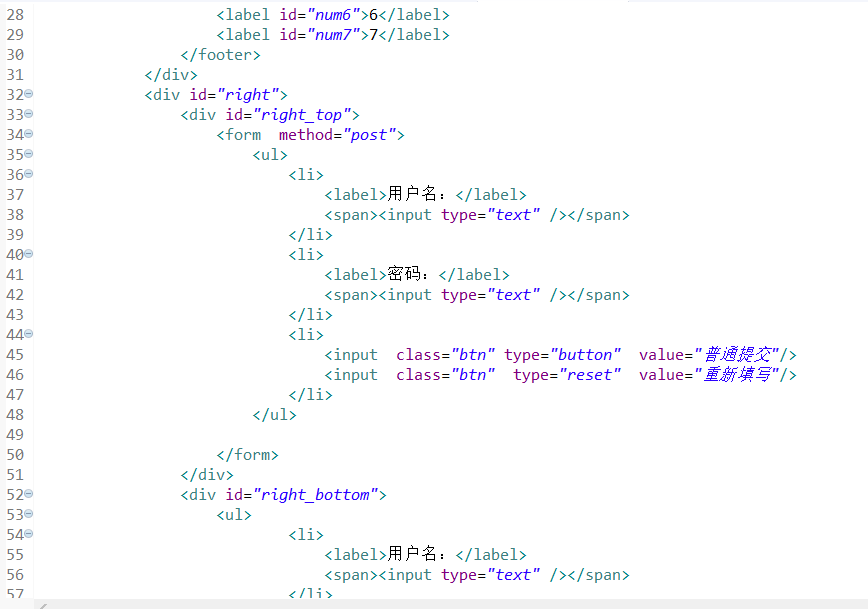 28 <label id="num6">6</label>
29 <label id="num7">7</label>
30 </footer>
31 </div>
32 <div id="right">
33 <div id="right_top">
34 <form  method="post">
35 <ul>
36 <li>
37 <label>用户名：</label>
38 <span><input type="text" /></span>
39 </li>
40 <li>
41 <label>密码：</label>
42 <span><input type="text" /></span>
43 </li>
44 <li>
45 <input  class="btn" type="button"  value="普通提交"/>
46 <input  class="btn"  type="reset"  value="重新填写"/>
47 </li>
48 </ul>
49
50 </form>
51 </div>
52 <div id="right_bottom">
53 <ul>
54 <li>
55 <label>用户名：</label>
56 <span><input type="text" /></span>
57 </li>